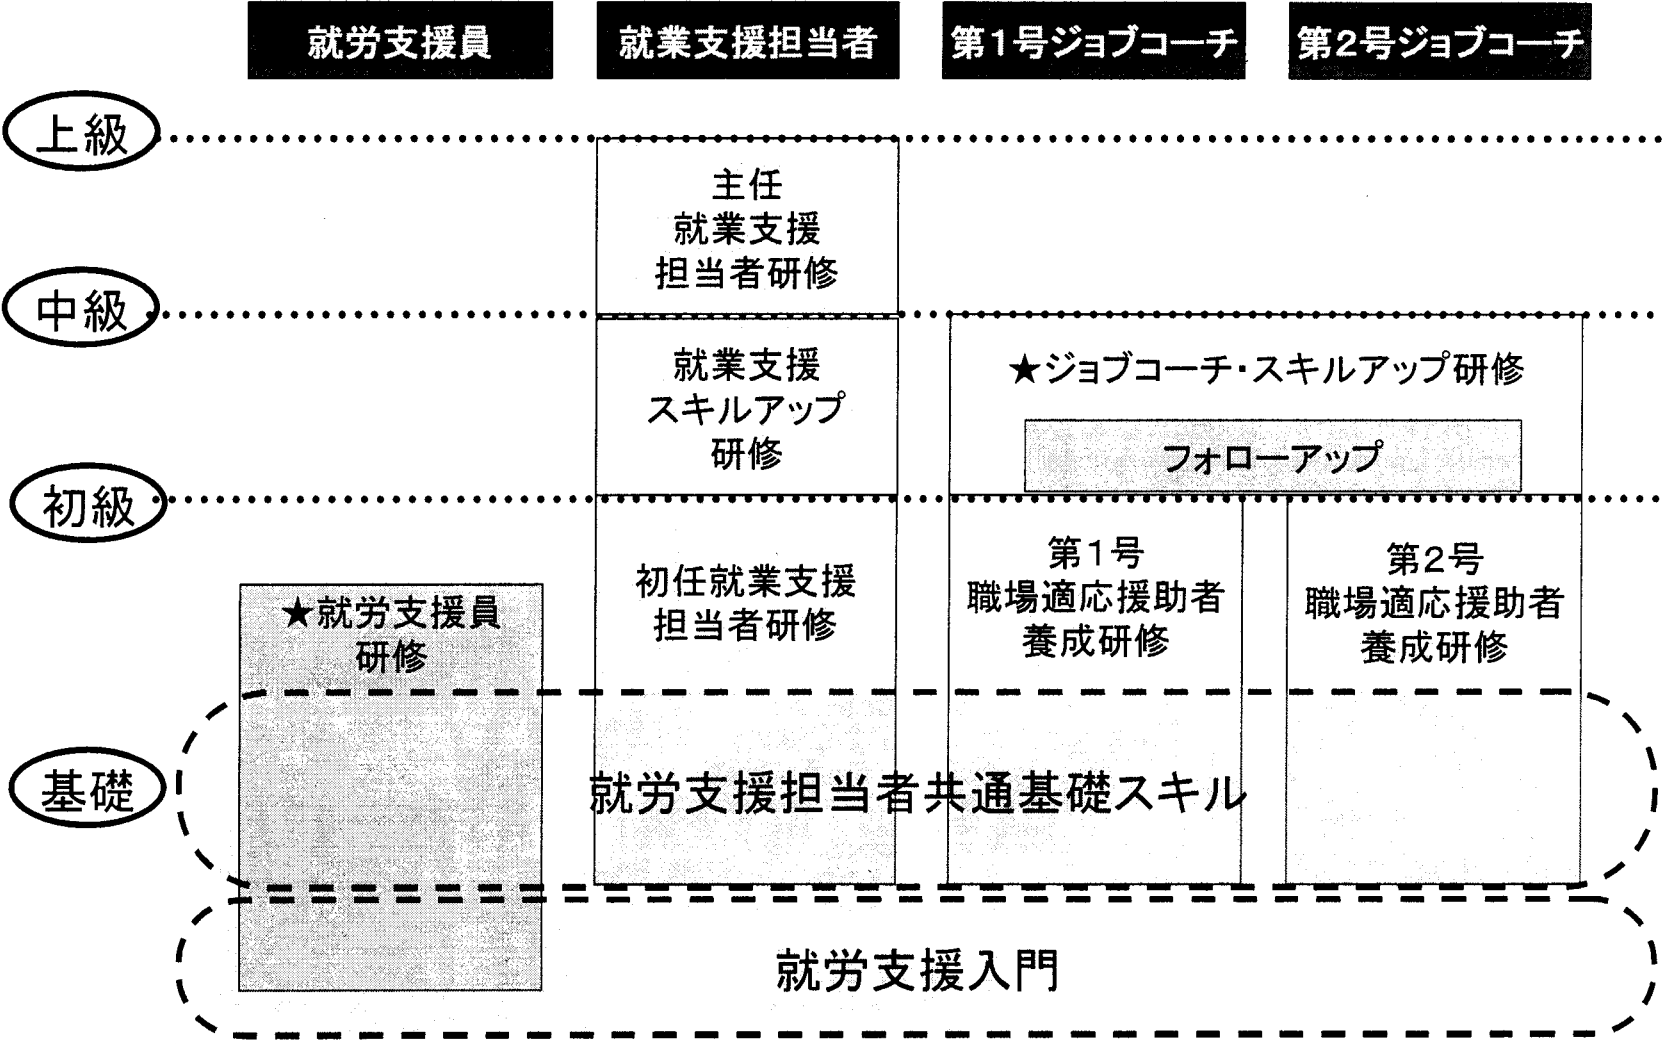 就労支援員
就業支援担当者
第1号ジョブコーチ
第2号ジョブコーチ
上級
主任
就業支援
担当者研修
中級
就業支援
スキルアップ
研修
★ジョブコーチ・スキルアップ研修
フォローアップ
初級
★就労支援員
研修
初任就業支援
担当者研修
第1号
職場適応援助者
養成研修
第2号
職場適応援助者
養成研修
基礎
就労支援担当者共通基礎スキル
就労支援入門